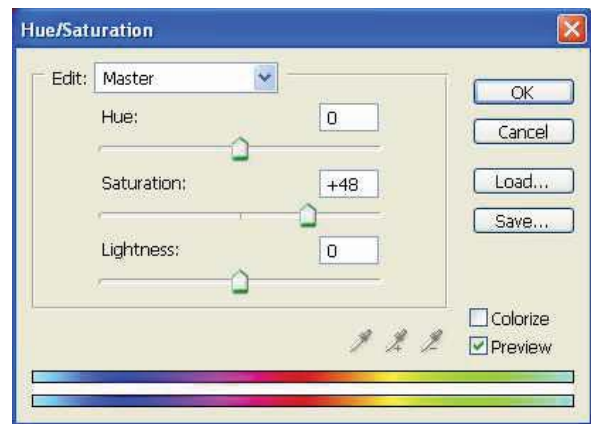 Hue/Saturation
Edit: Master
Hue: 0
Saturation: +48
Lightness: 0
OK
Cancel
Load...
Save...
Colorize
Preview